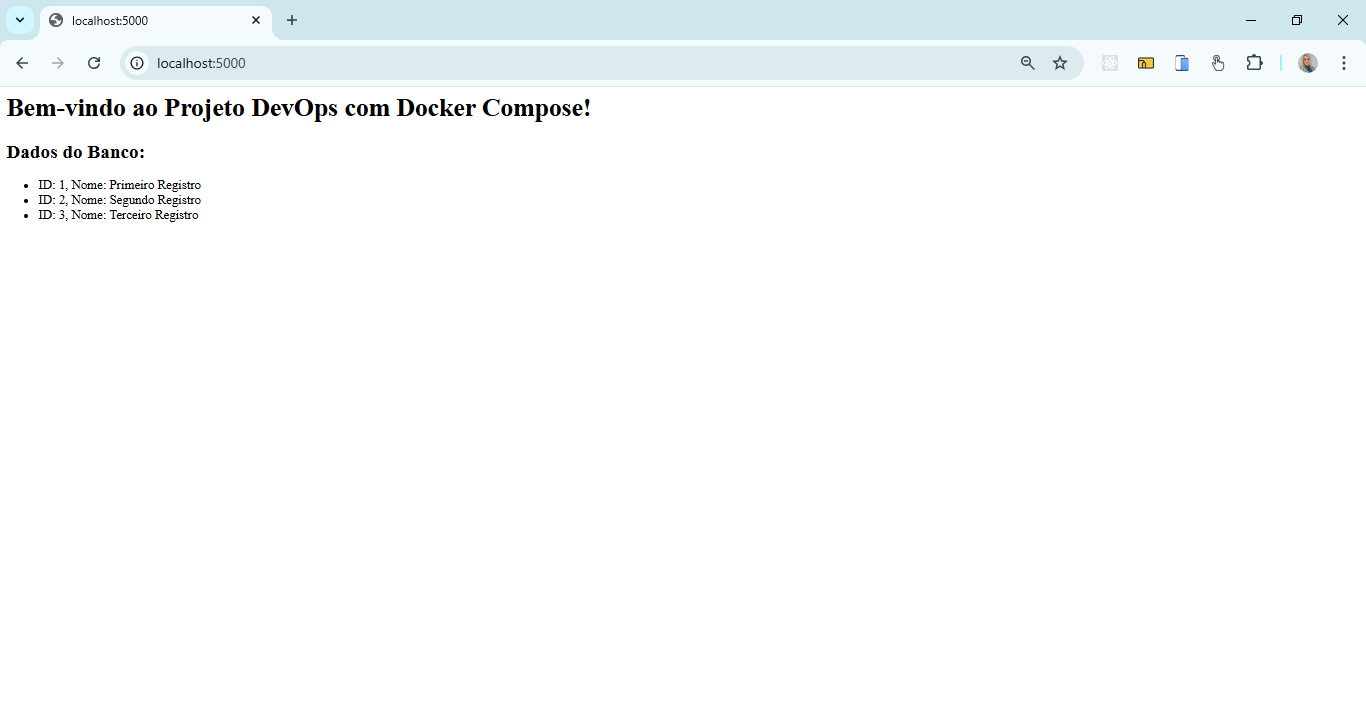 localhost:5000
localhost:5000
Bem-vindo ao Projeto DevOps com Docker Compose!
Dados do Banco:
ID: 1, Nome: Primeiro Registro
ID: 2, Nome: Segundo Registro
ID: 3, Nome: Terceiro Registro